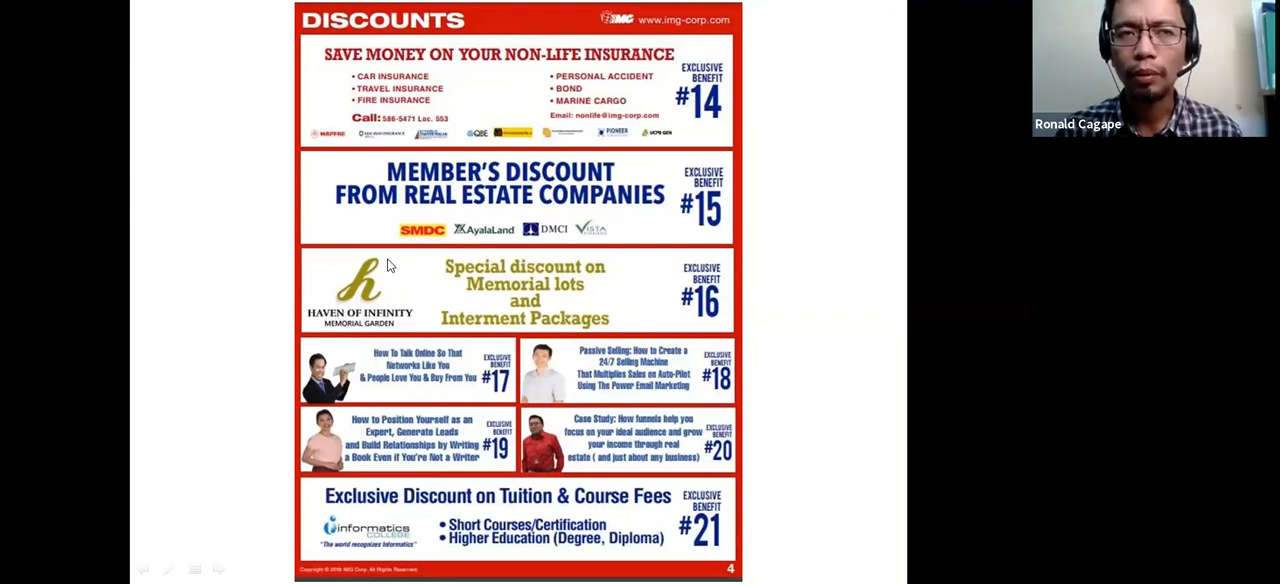 DISCOUNTS
IMG www.img-corp.com
SAVE MONEY ON YOUR NON-LIFE INSURANCE
• CAR INSURANCE
• TRAVEL INSURANCE
• FIRE INSURANCE
Call: 586-5471 Loc. 553
• PERSONAL ACCIDENT
• BOND
• MARINE CARGO
Email: nonlife@img-corp.com
EXCLUSIVE
BENEFIT
#14
MAPFRE
QBE
PIONEER
UCPB GEN
MEMBER'S DISCOUNT
FROM REAL ESTATE COMPANIES
EXCLUSIVE
BENEFIT
#15
SMDC AyalaLand DMCI VISTA
h
HAVEN OF INFINITY
MEMORIAL GARDEN
Special discount on
Memorial lots
and
Interment Packages
EXCLUSIVE
BENEFIT
#16
How To Talk Online So That
Networks Like You
& People Love You & Buy From You
EXCLUSIVE
BENEFIT
#17
Passive Selling: How to Create a
24/7 Selling Machine
That Multiplies Sales on Auto-Pilot
Using The Power Email Marketing
EXCLUSIVE
BENEFIT
#18
How to Position Yourself as an
Expert, Generate Leads
and Build Relationships by Writing
a Book Even if You're Not a Writer
EXCLUSIVE
BENEFIT
#19
Case Study: How funnels help you
focus on your ideal audience and grow
your income through real
estate ( and just about any business)
EXCLUSIVE
BENEFIT
#20
Exclusive Discount on Tuition & Course Fees
informatics
COLLEGE
"The world recognizes Informatics"
• Short Courses/Certification
• Higher Education (Degree, Diploma)
EXCLUSIVE
BENEFIT
#21
Copyright © 2018 IMG Corp. All Rights Reserved.
4
Ronald Cagape